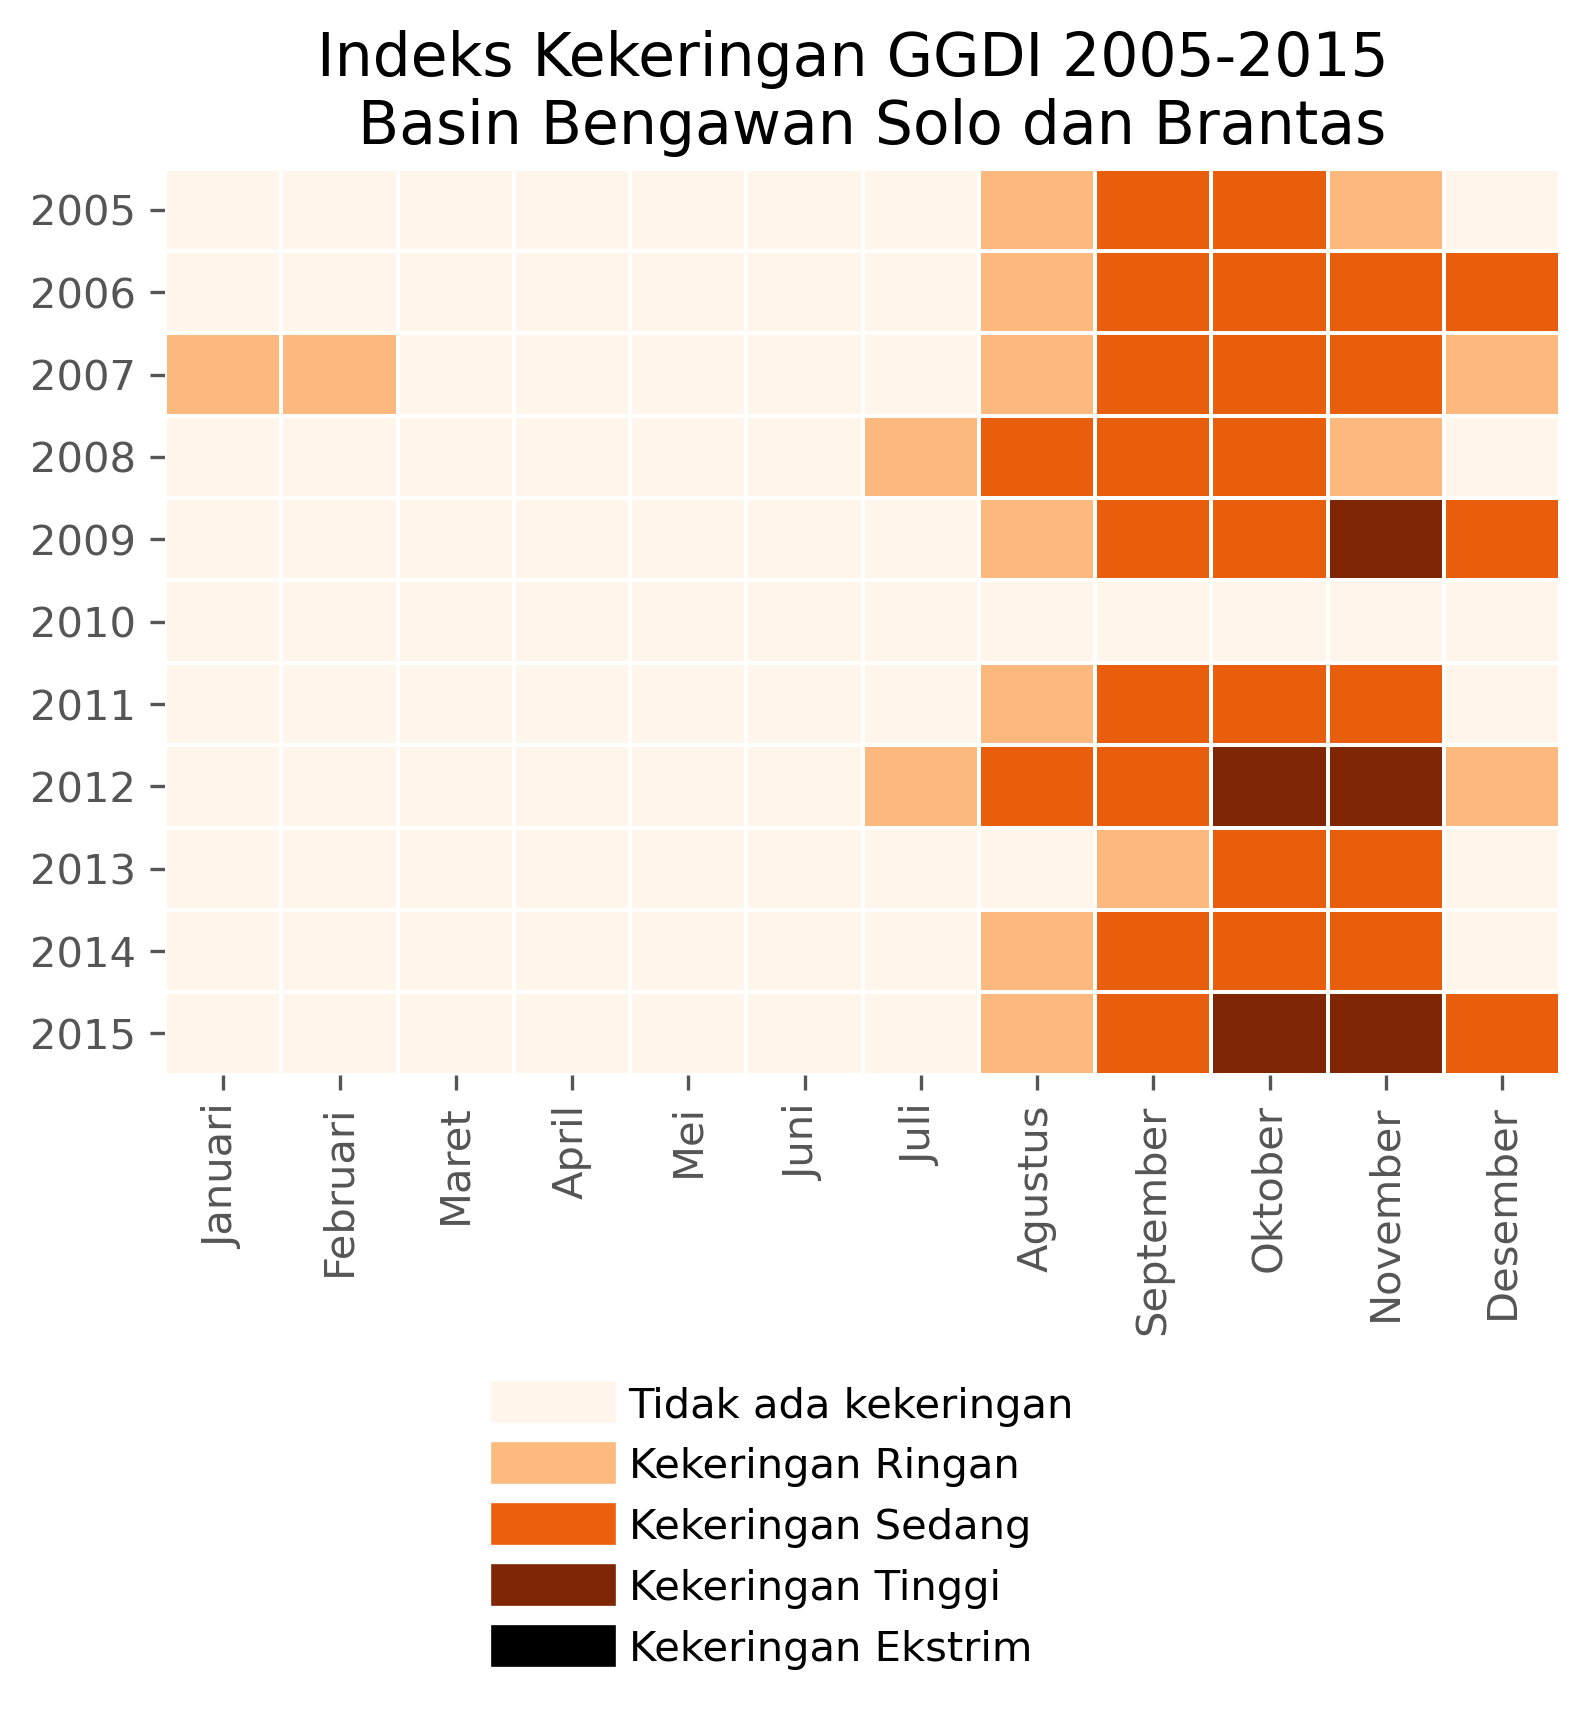 Indeks Kekeringan GGDI 2005-2015
Basin Bengawan Solo dan Brantas
2005
2006
2007
2008
2009
2010
2011
2012
2013
2014
2015
Januari
Februari
Maret
April
Mei
Juni
Juli
Agustus
September
Oktober
November
Desember
Tidak ada kekeringan
Kekeringan Ringan
Kekeringan Sedang
Kekeringan Tinggi
Kekeringan Ekstrim